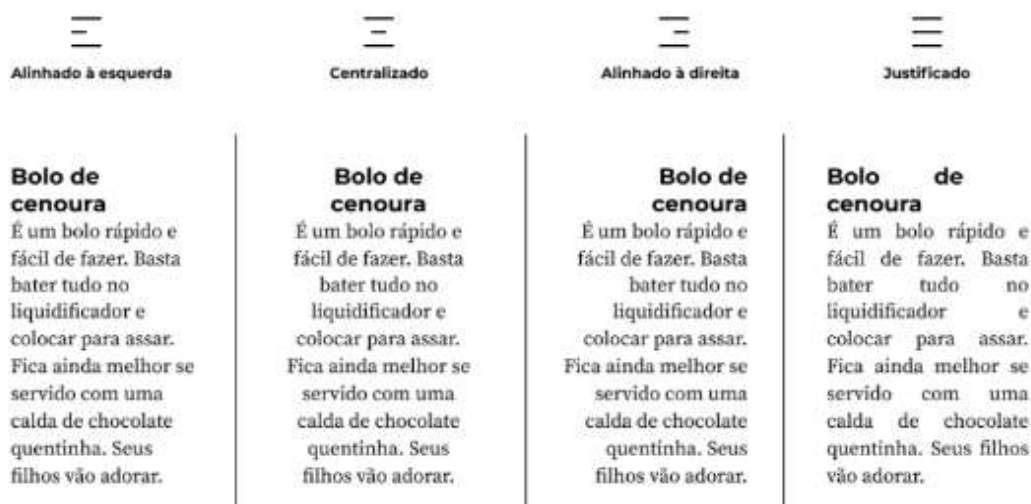 Alinhado à esquerda
Centralizado
Alinhado à direita
Justificado
Bolo de
cenoura
É um bolo rápido e
fácil de fazer. Basta
bater tudo no
liquidificador e
colocar para assar.
Fica ainda melhor se
servido com uma
calda de chocolate
quentinha. Seus
filhos vão adorar.
Bolo de
cenoura
É um bolo rápido e
fácil de fazer. Basta
bater tudo no
liquidificador e
colocar para assar.
Fica ainda melhor se
servido com uma
calda de chocolate
quentinha. Seus
filhos vão adorar.
Bolo de
cenoura
É um bolo rápido e
fácil de fazer. Basta
bater tudo no
liquidificador e
colocar para assar.
Fica ainda melhor se
servido com uma
calda de chocolate
quentinha. Seus
filhos vão adorar.
Bolo de
cenoura
É um bolo rápido e
fácil de fazer. Basta
bater tudo no
liquidificador e
colocar para assar.
Fica ainda melhor se
servido com uma
calda de chocolate
quentinha. Seus filhos
vão adorar.